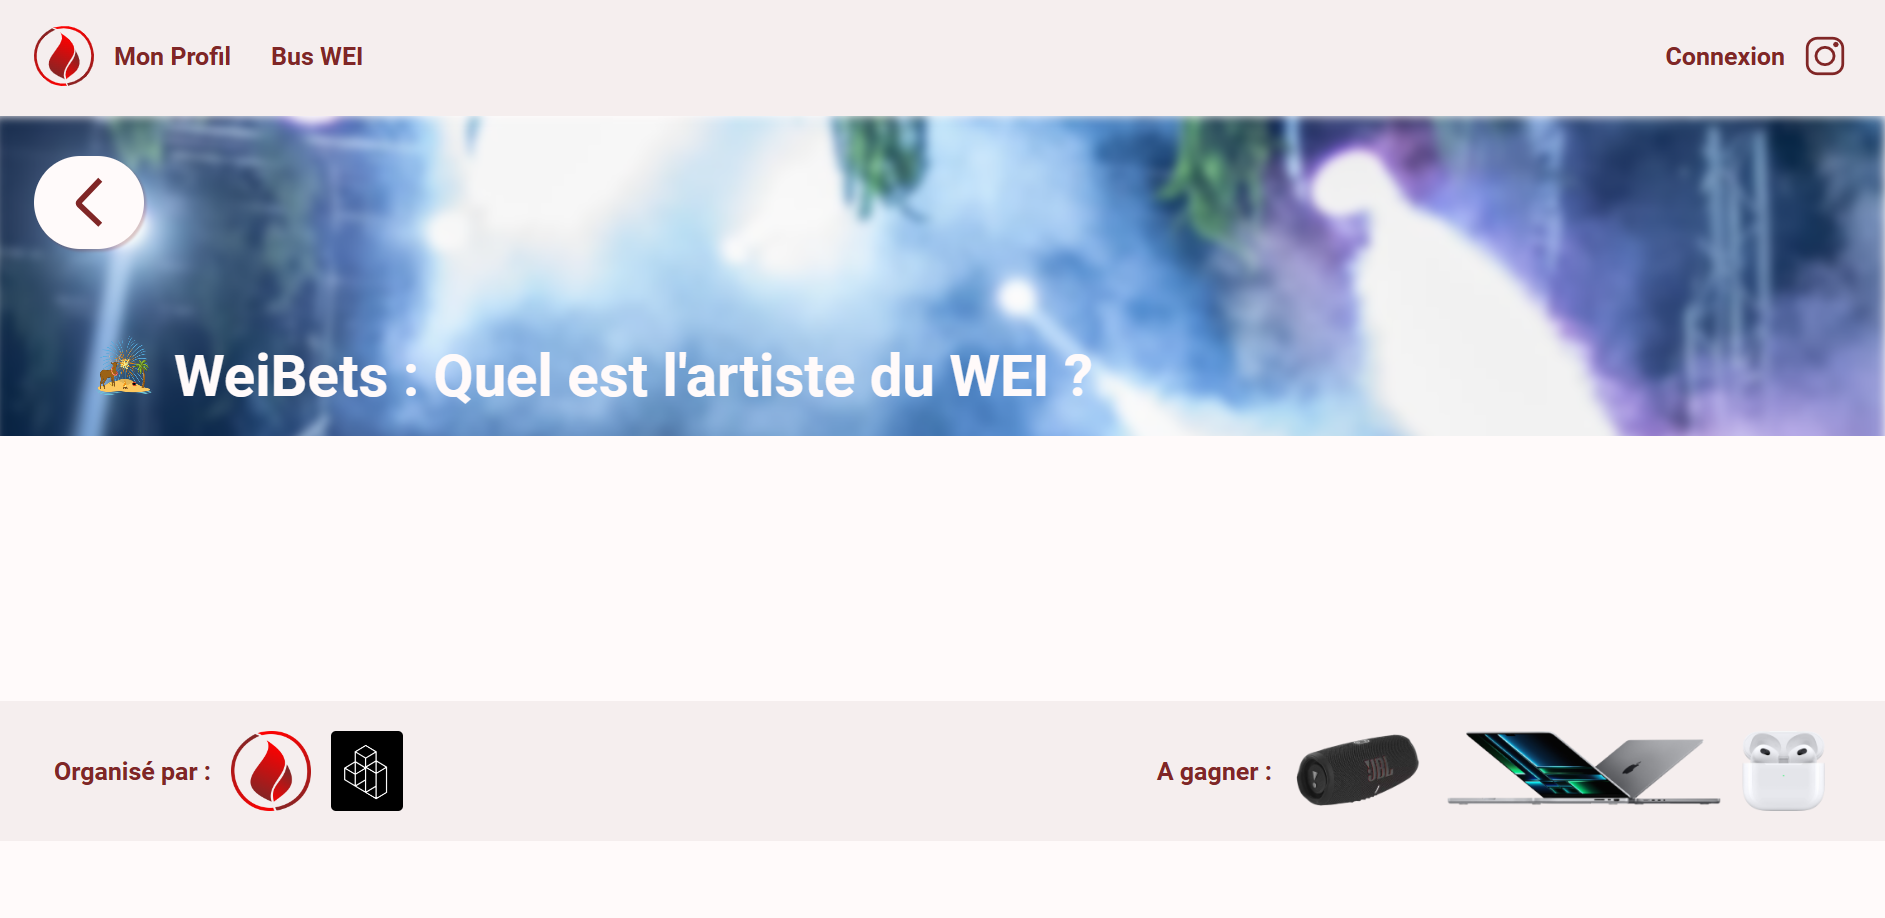 Mon Profil
Bus WEI
Connexion
WeiBets : Quel est l'artiste du WEI ?
Organisé par :
A gagner :
JBL